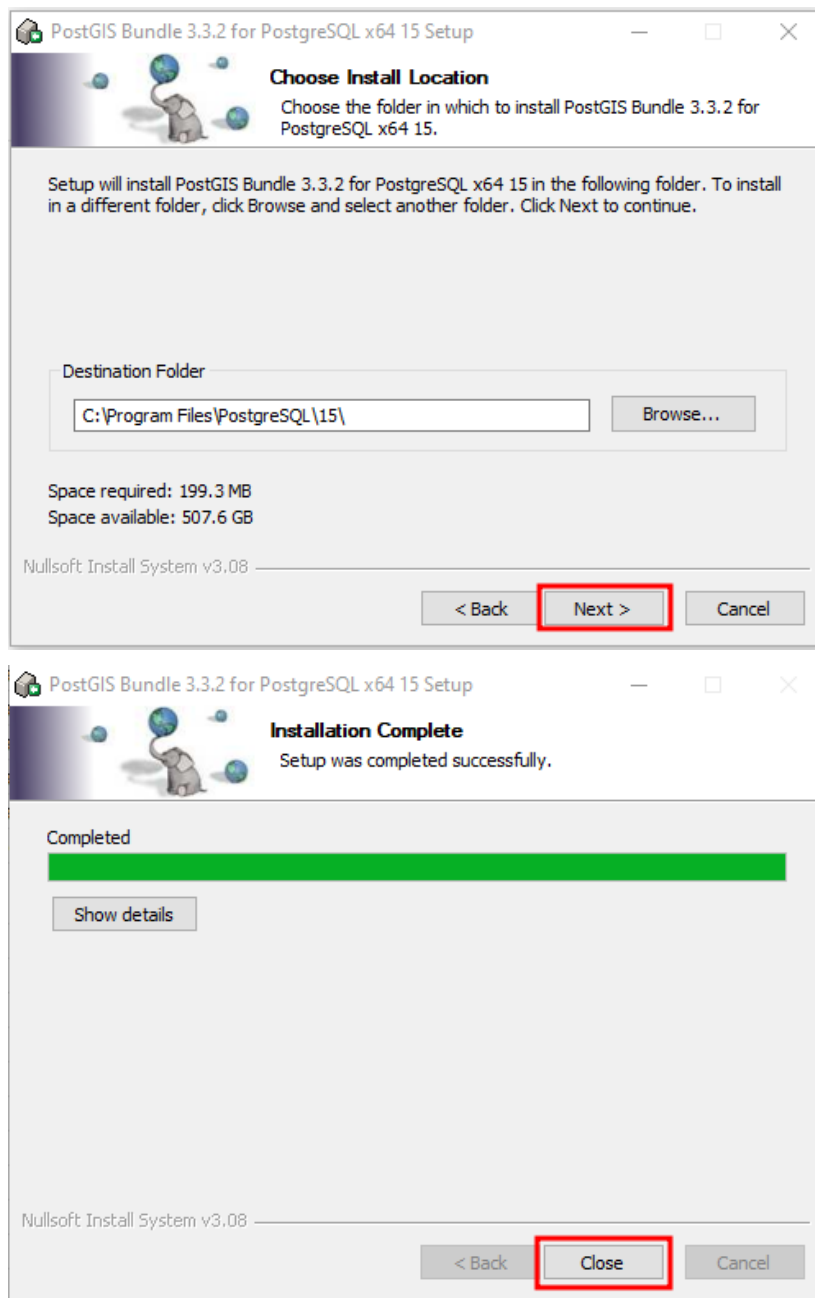 PostGIS Bundle 3.3.2 for PostgreSQL x64 15 Setup
Choose Install Location
Choose the folder in which to install PostGIS Bundle 3.3.2 for
PostgreSQL x64 15.
Setup will install PostGIS Bundle 3.3.2 for PostgreSQL x64 15 in the following folder. To install
in a different folder, click Browse and select another folder. Click Next to continue.
Destination Folder
C:\Program Files\PostgreSQL\15\
Browse...
Space required: 199.3 MB
Space available: 507.6 GB
Nullsoft Install System v3.08
< Back
Next >
Cancel
PostGIS Bundle 3.3.2 for PostgreSQL x64 15 Setup
Installation Complete
Setup was completed successfully.
Completed
Show details
Nullsoft Install System v3.08
< Back
Close
Cancel